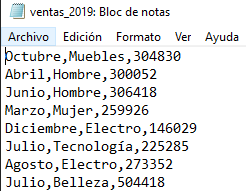 ventas_2019: Bloc de notas
Archivo Edición Formato Ver Ayuda
Octubre,Muebles,304830
Abril,Hombre,300052
Junio,Hombre,306418
Marzo,Mujer,259926
Diciembre,Electro,146029
Julio,Tecnología,225285
Agosto,Electro,273352
Julio,Belleza,504418